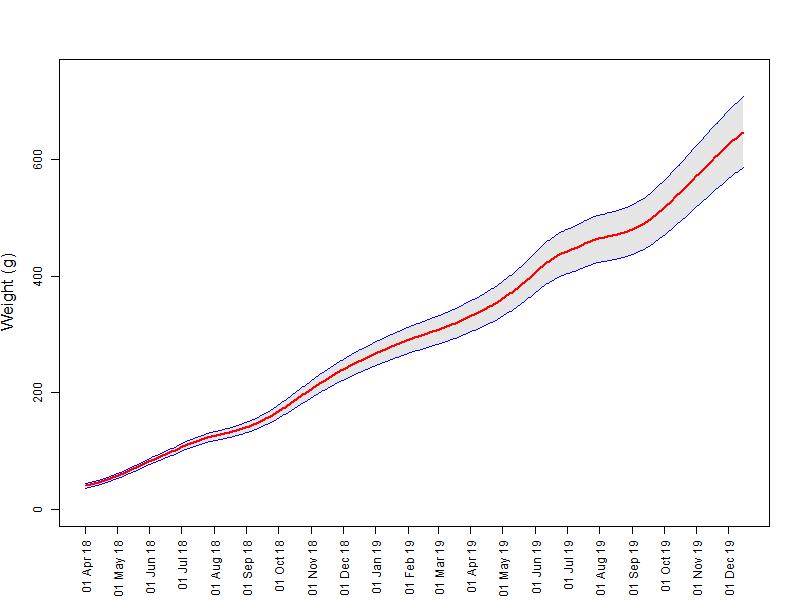 Weight (g)
600
400
200
0
01 Apr 18
01 May 18
01 Jun 18
01 Jul 18
01 Aug 18
01 Sep 18
01 Oct 18
01 Nov 18
01 Dec 18
01 Jan 19
01 Feb 19
01 Mar 19
01 Apr 19
01 May 19
01 Jun 19
01 Jul 19
01 Aug 19
01 Sep 19
01 Oct 19
01 Nov 19
01 Dec 19